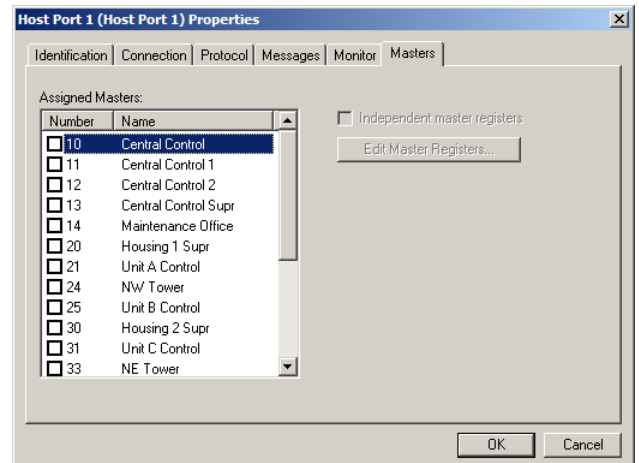 Host Port 1 (Host Port 1) Properties
Identification Connection Protocol Messages Monitor Masters
Assigned Masters:
Number Name
10 Central Control
11 Central Control 1
12 Central Control 2
13 Central Control Supr
14 Maintenance Office
20 Housing 1 Supr
21 Unit A Control
24 NW Tower
25 Unit B Control
30 Housing 2 Supr
31 Unit C Control
33 NE Tower
Independent master registers
Edit Master Registers...
OK Cancel